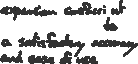 expansion coefficient
to
a satisfactory accuracy
and ease of use